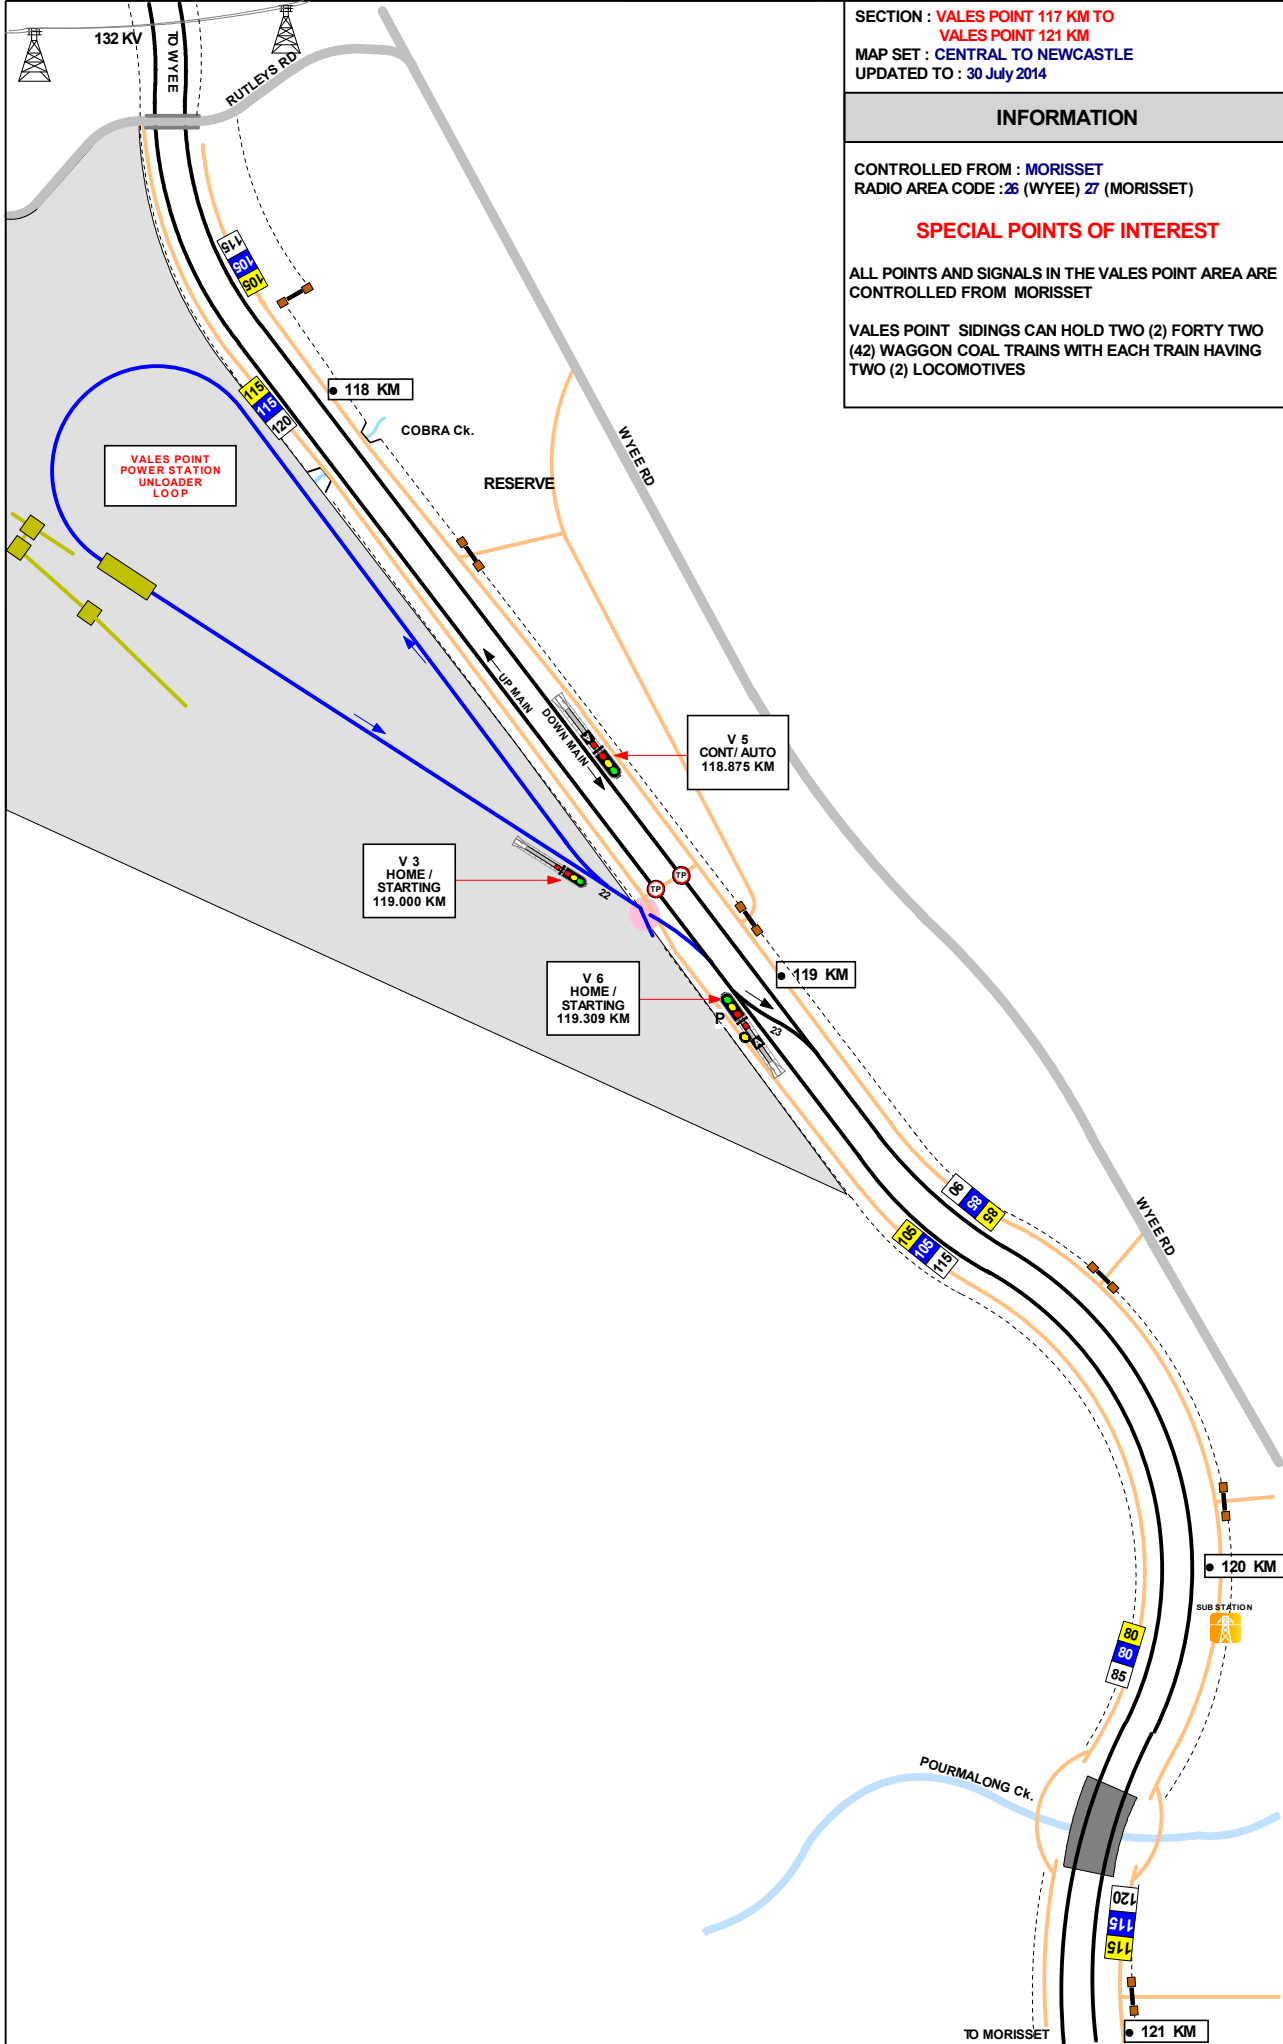 SECTION : VALES POINT 117 KM TO
VALES POINT 121 KM
MAP SET : CENTRAL TO NEWCASTLE
UPDATED TO : 30 July 2014
INFORMATION
CONTROLLED FROM : MORISSET
RADIO AREA CODE : 26 (WYEE) 27 (MORISSET)
SPECIAL POINTS OF INTEREST
ALL POINTS AND SIGNALS IN THE VALES POINT AREA ARE
CONTROLLED FROM MORISSET
VALES POINT SIDINGS CAN HOLD TWO (2) FORTY TWO
(42) WAGGON COAL TRAINS WITH EACH TRAIN HAVING
TWO (2) LOCOMOTIVES
132 KV
TO WYEE
RUTLEYS RD
115
105
105
118 KM
115
115
120
COBRA Ck.
WYEE RD
VALES POINT
POWER STATION
UNLOADER
LOOP
RESERVE
UP MAIN
DOWN MAIN
V 5
CONT/ AUTO
118.875 KM
V 3
HOME /
STARTING
119.000 KM
22
TP
TP
119 KM
V 6
HOME /
STARTING
119.309 KM
P
23
90
85
85
105
105
115
WYEE RD
120 KM
SUB STATION
80
80
85
POURMALONG Ck.
120
115
115
TO MORISSET
121 KM